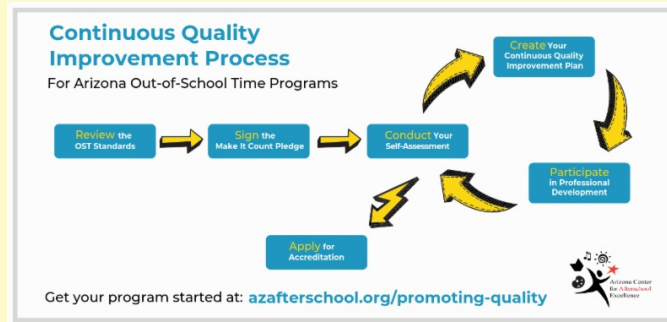 Continuous Quality
Improvement Process
For Arizona Out-of-School Time Programs
Review the
OST Standards
Sign the
Make It Count Pledge
Conduct Your
Self-Assessment
Create Your
Continuous Quality
Improvement Plan
Participate
in Professional
Development
Apply for
Accreditation
Get your program started at: azafterschool.org/promoting-quality
Arizona Center
for Afterschool
Excellence